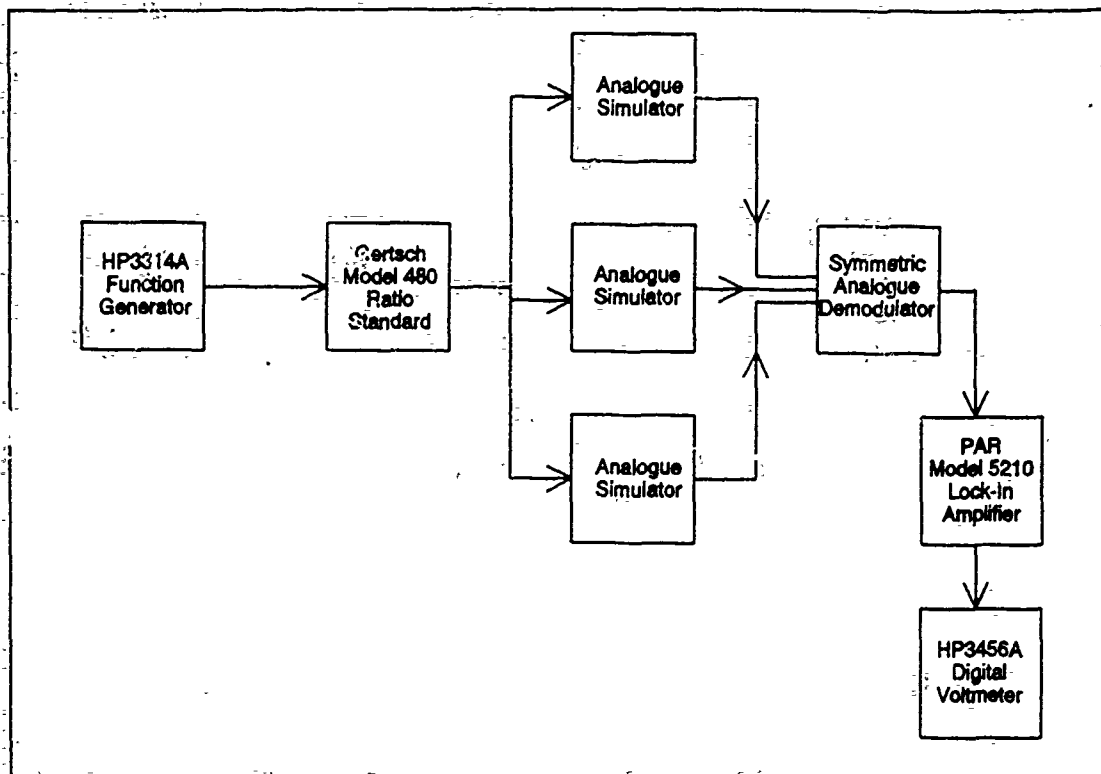 Analogue
Simulator
HP3314A
Function
Generator
Gertsch
Model 480
Ratio
Standard
Analogue
Simulator
Symmetric
Analogue
Demodulator
Analogue
Simulator
PAR
Model 5210
Lock-In
Amplifier
HP3456A
Digital
Voltmeter